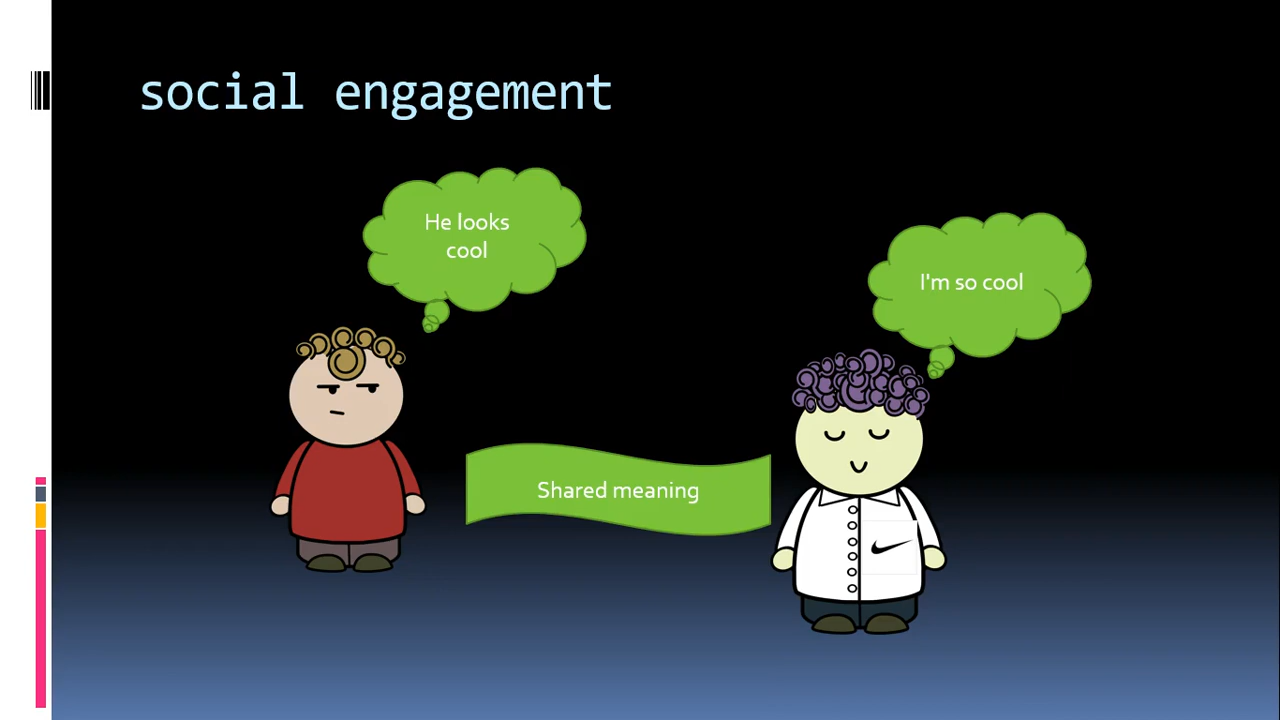 social engagement
He looks
cool
I'm so cool
Shared meaning